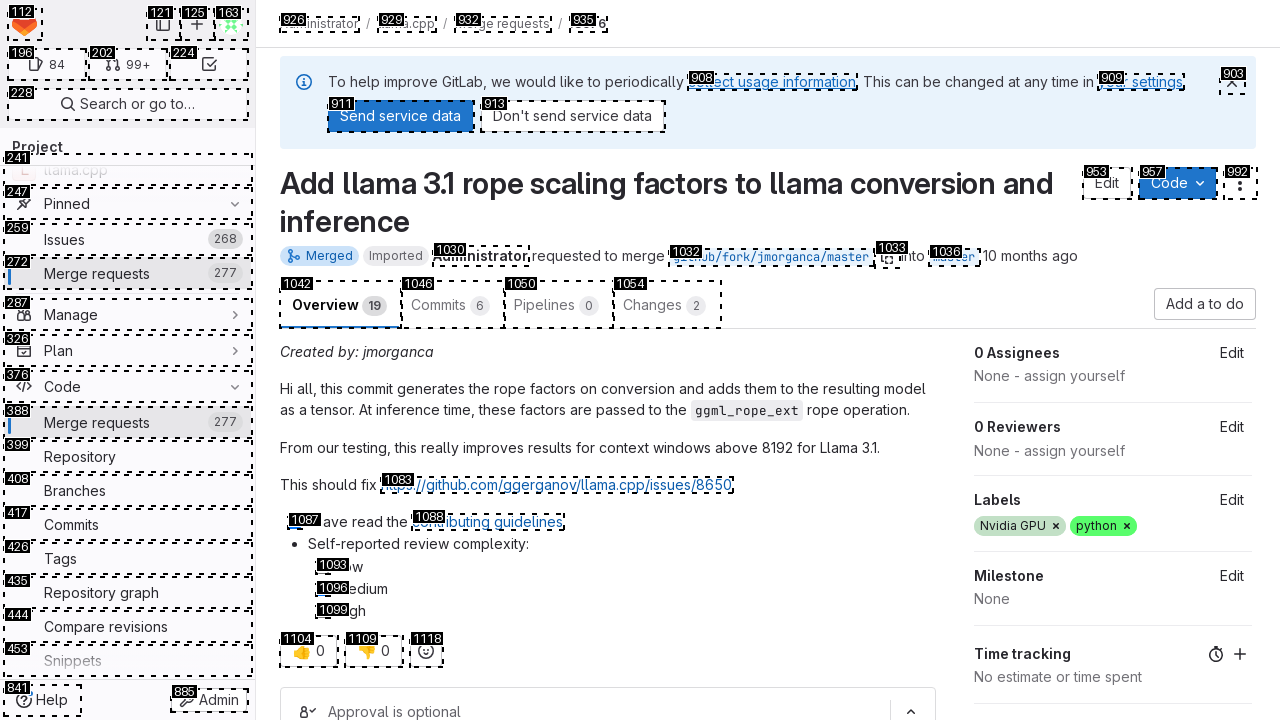 112
121
125
163
196
84
202
99+
224
228
Search or go to…
Project
241
llama.cpp
247
Pinned
259
Issues
268
272
Merge requests
277
287
Manage
326
Plan
376
Code
388
Merge requests
277
399
Repository
408
Branches
417
Commits
426
Tags
435
Repository graph
444
Compare revisions
453
Snippets
841
Help
885
Admin
926 / 929 / 932 / 935
To help improve GitLab, we would like to periodically 908 collect usage information. This can be changed at any time in 909 your settings.
903
911
Send service data
913
Don't send service data
Add llama 3.1 rope scaling factors to llama conversion and
inference
953
Edit
957
Code
992
Merged
Imported
1030
Administrator requested to merge
1032
github/fork/jmorganca/master
1033
into
1036
master
10 months ago
1042
Overview 19
1046
Commits 6
1050
Pipelines 0
1054
Changes 2
Add a to do
Created by: jmorganca
Hi all, this commit generates the rope factors on conversion and adds them to the resulting model
as a tensor. At inference time, these factors are passed to the ggml_rope_ext rope operation.
From our testing, this really improves results for context windows above 8192 for Llama 3.1.
This should fix 1083 https://github.com/ggerganov/llama.cpp/issues/8650
1087 ave read the 1088 contributing guidelines
Self-reported review complexity:
1093 ow
1096 edium
1099 gh
1104
👍 0
1109
👎 0
1118
Approval is optional
0 Assignees
Edit
None - assign yourself
0 Reviewers
Edit
None - assign yourself
Labels
Edit
Nvidia GPU ×
python ×
Milestone
Edit
None
Time tracking
No estimate or time spent